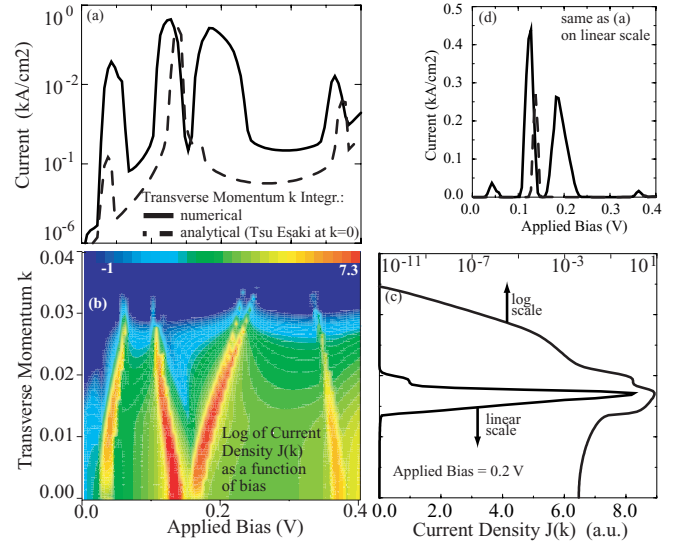 (a)
10^0
10^-2
10^-1
10^-6
Current (kA/cm2)
Transverse Momentum k Integr.:
numerical
analytical (Tsu Esaki at k=0)
(d)
same as (a)
on linear scale
0.5
0.4
0.3
0.2
0.1
0.0
Current (kA/cm2)
0.0 0.1 0.2 0.3 0.4
Applied Bias (V)
-1 7.3
(b)
0.04
0.03
0.02
0.01
0.00
Transverse Momentum k
Log of Current
Density J(k)
as a function
of bias
0.0 0.2 0.4
Applied Bias (V)
10^-11 10^-7 10^-3 10^1
(c)
log
scale
linear
scale
Applied Bias = 0.2 V
0 2.0 4.0 6.0 8.0
Current Density J(k) (a.u.)